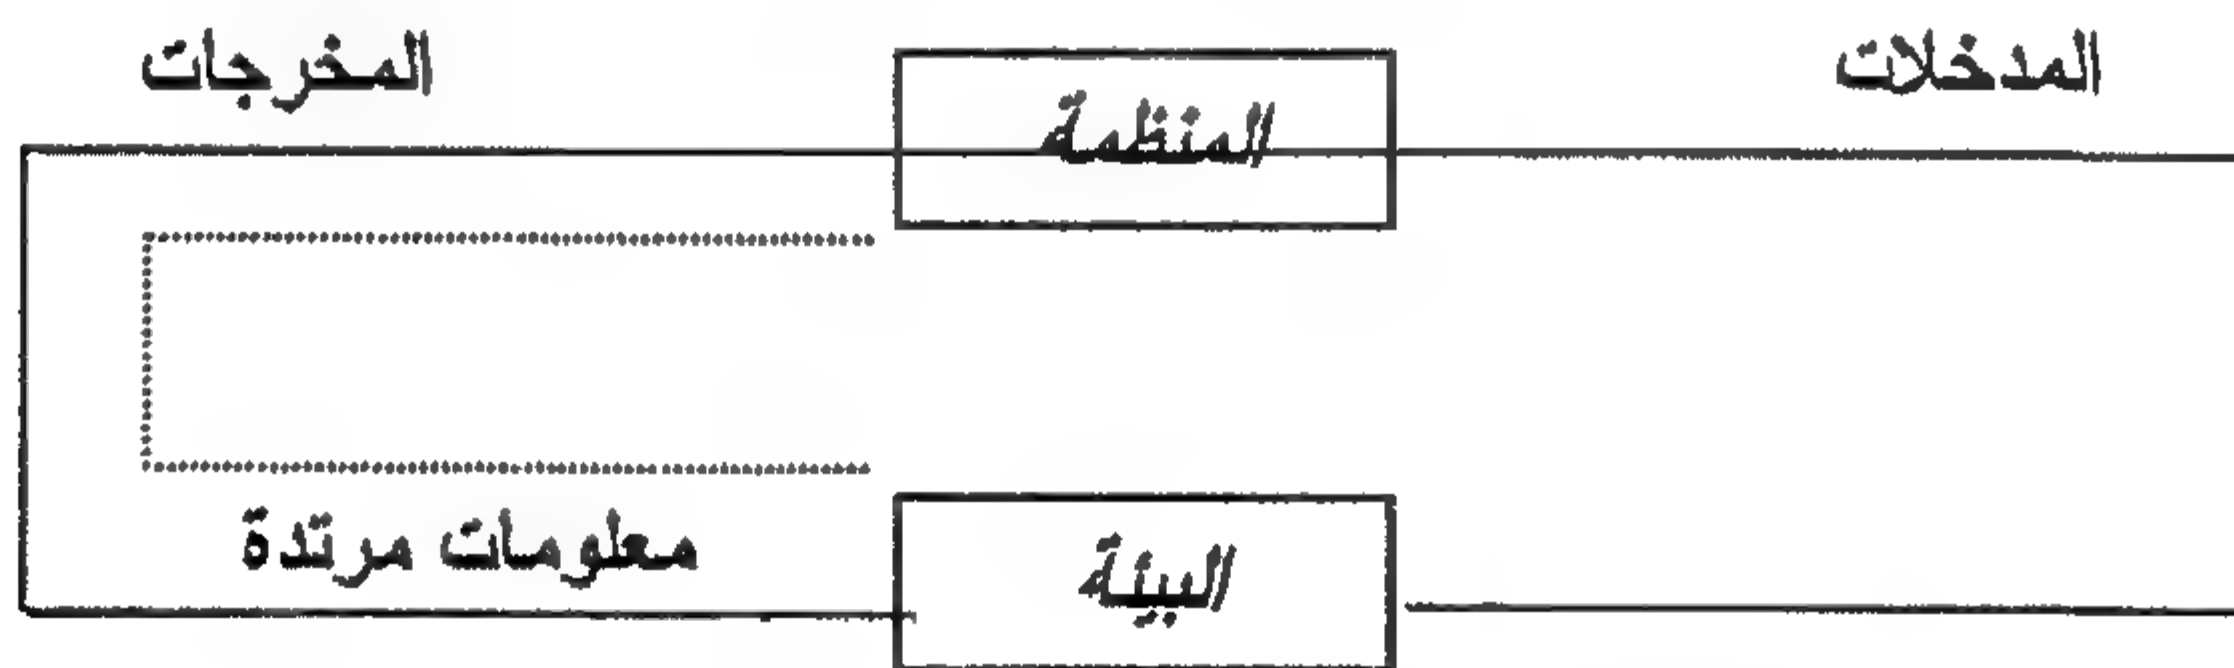 المدخلات
المنظمة
المخرجات
البيئة
معلومات مرتدة